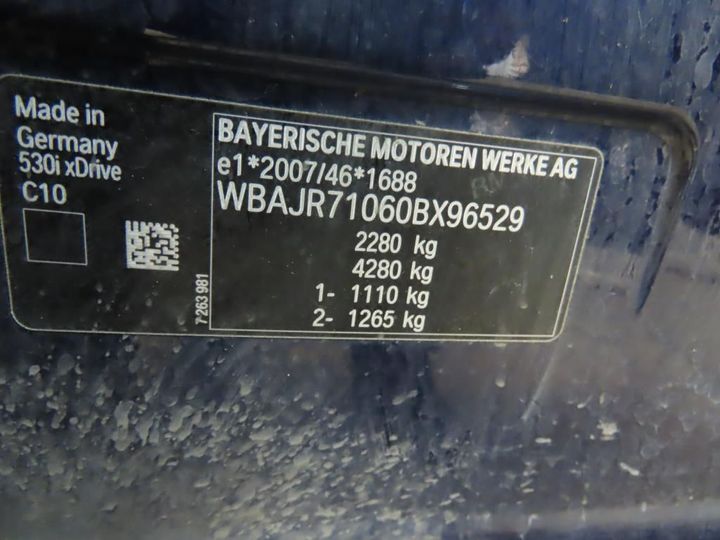 Made in
Germany
530i xDrive
C10
7 263 981
BAYERISCHE MOTOREN WERKE AG
e1*2007/46*1688
WBAJR71060BX96529
2280 kg
4280 kg
1- 1110 kg
2- 1265 kg